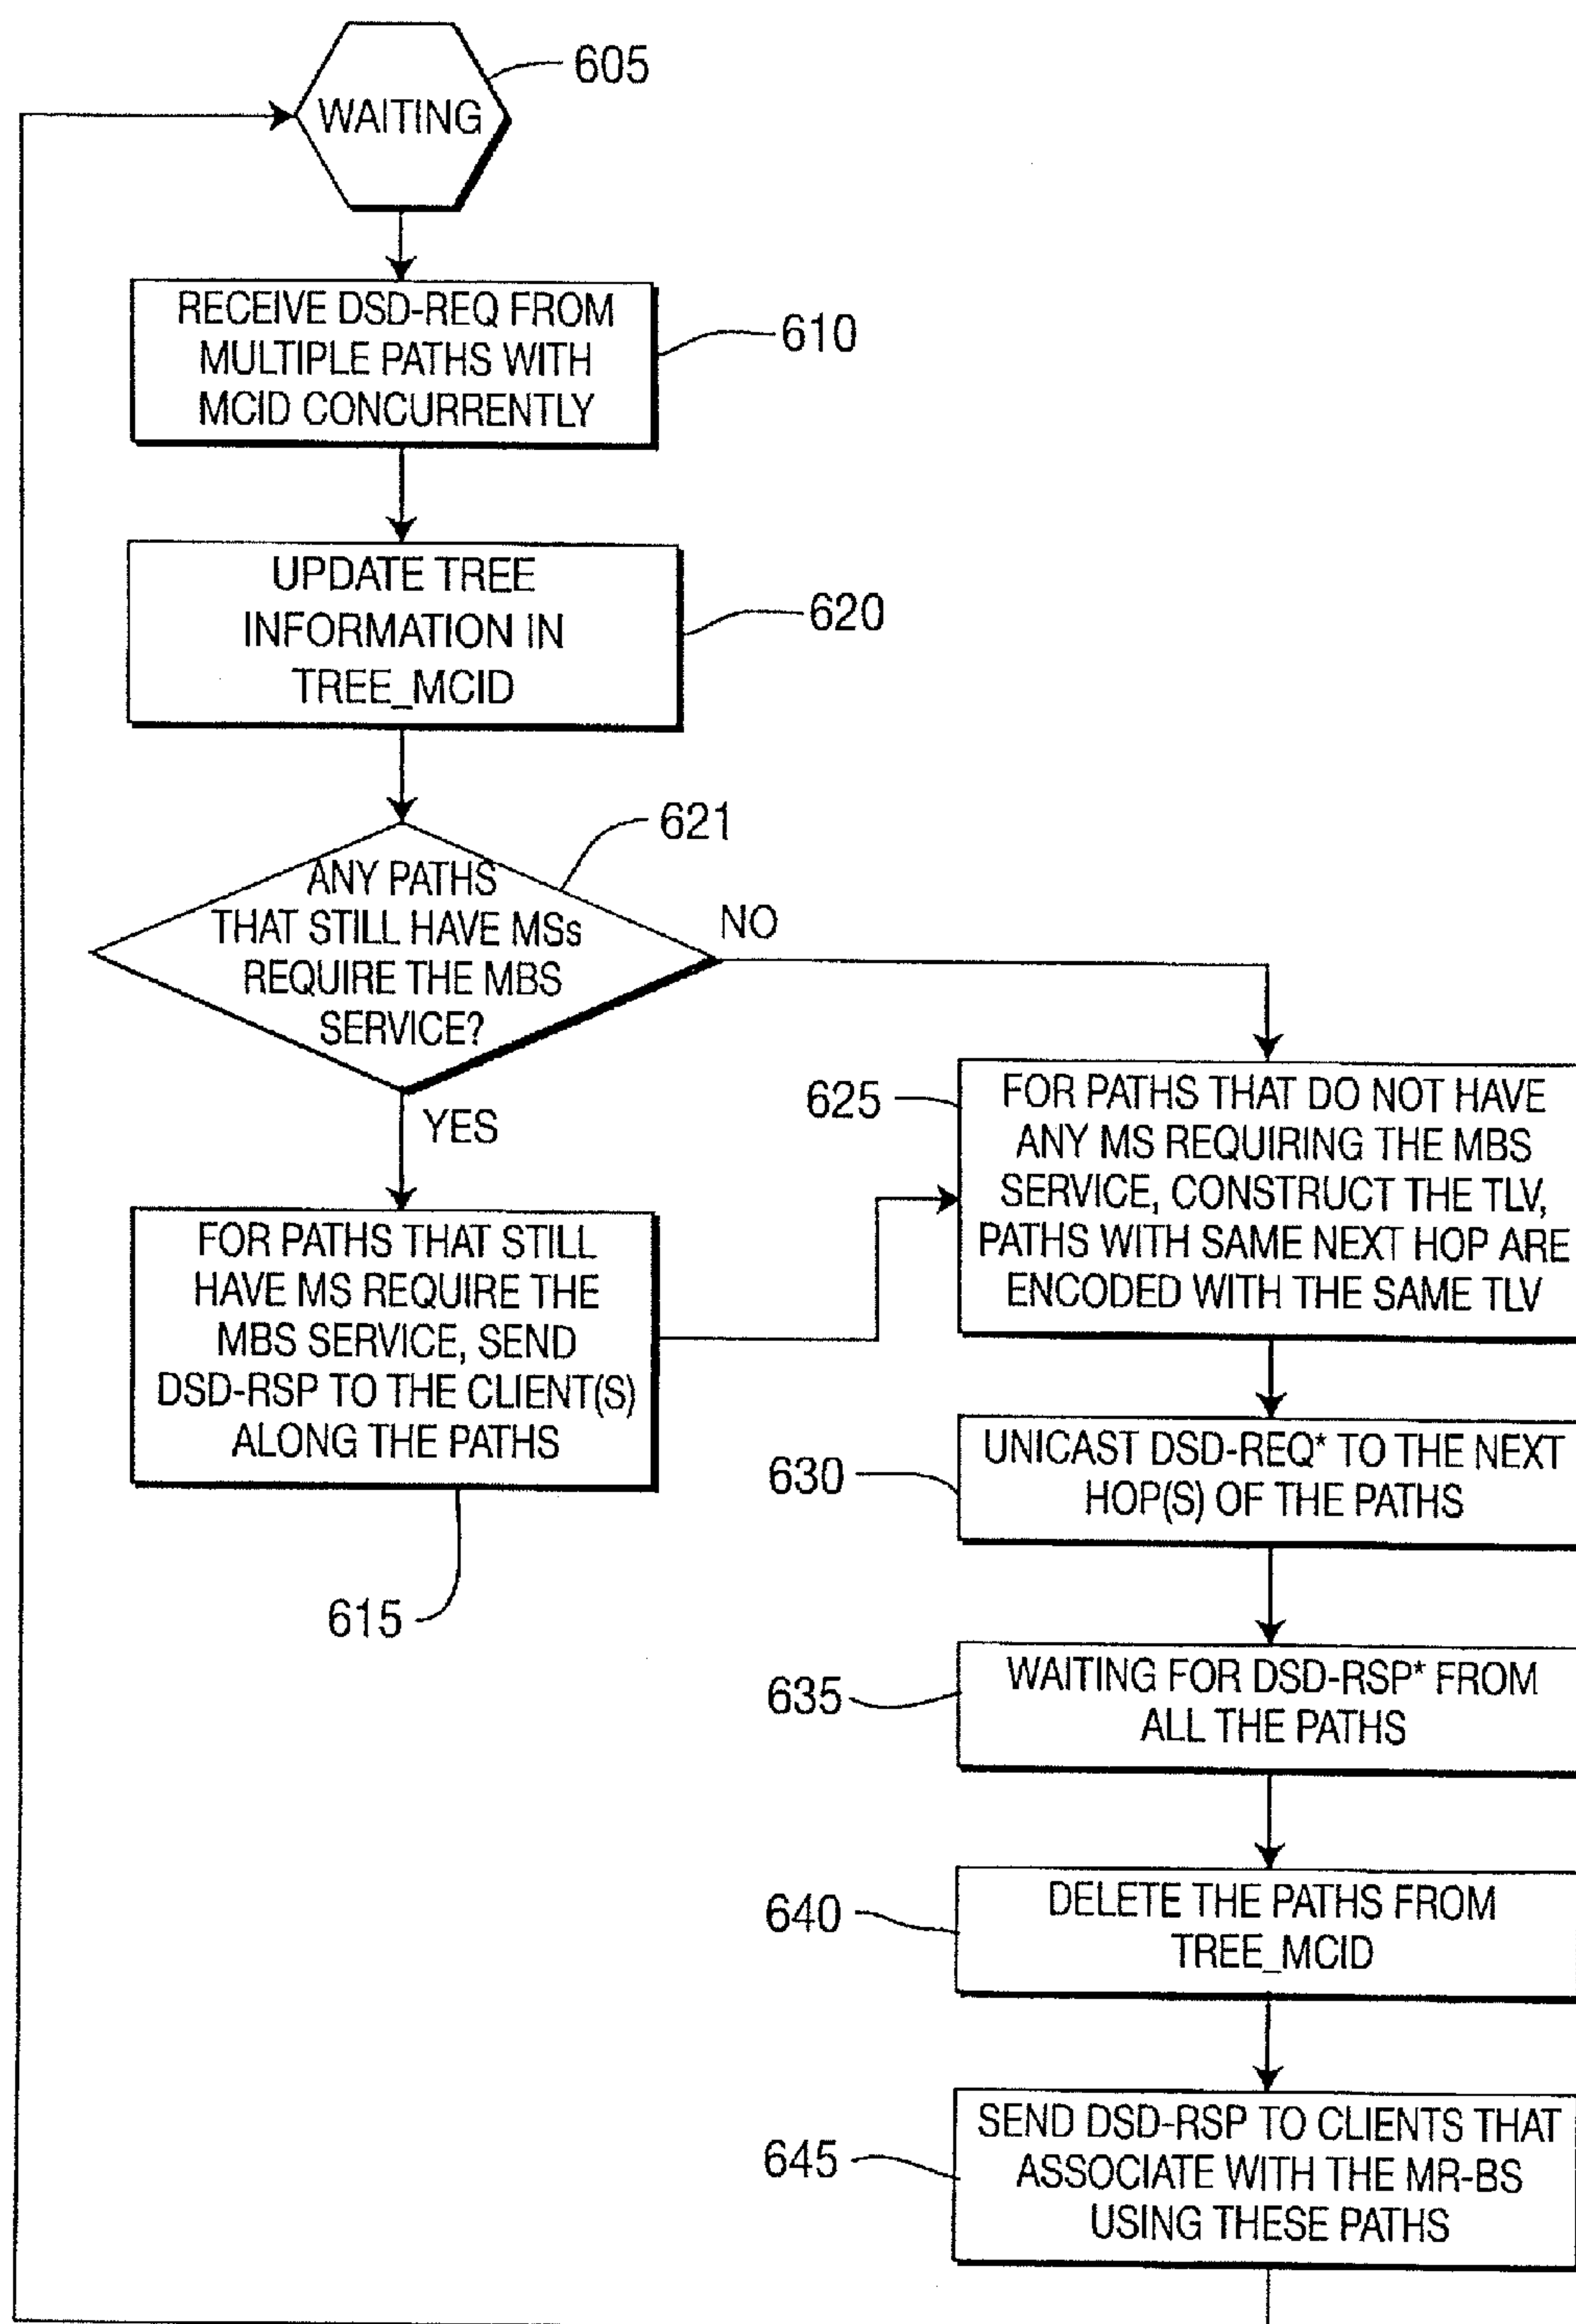 605
WAITING
RECEIVE DSD-REQ FROM
MULTIPLE PATHS WITH
MCID CONCURRENTLY
610
UPDATE TREE
INFORMATION IN
TREE_MCID
620
621
ANY PATHS
THAT STILL HAVE MSs
REQUIRE THE MBS
SERVICE?
NO
YES
FOR PATHS THAT STILL
HAVE MS REQUIRE THE
MBS SERVICE, SEND
DSD-RSP TO THE CLIENT(S)
ALONG THE PATHS
615
625
FOR PATHS THAT DO NOT HAVE
ANY MS REQUIRING THE MBS
SERVICE, CONSTRUCT THE TLV,
PATHS WITH SAME NEXT HOP ARE
ENCODED WITH THE SAME TLV
630
UNICAST DSD-REQ* TO THE NEXT
HOP(S) OF THE PATHS
635
WAITING FOR DSD-RSP* FROM
ALL THE PATHS
640
DELETE THE PATHS FROM
TREE_MCID
645
SEND DSD-RSP TO CLIENTS THAT
ASSOCIATE WITH THE MR-BS
USING THESE PATHS